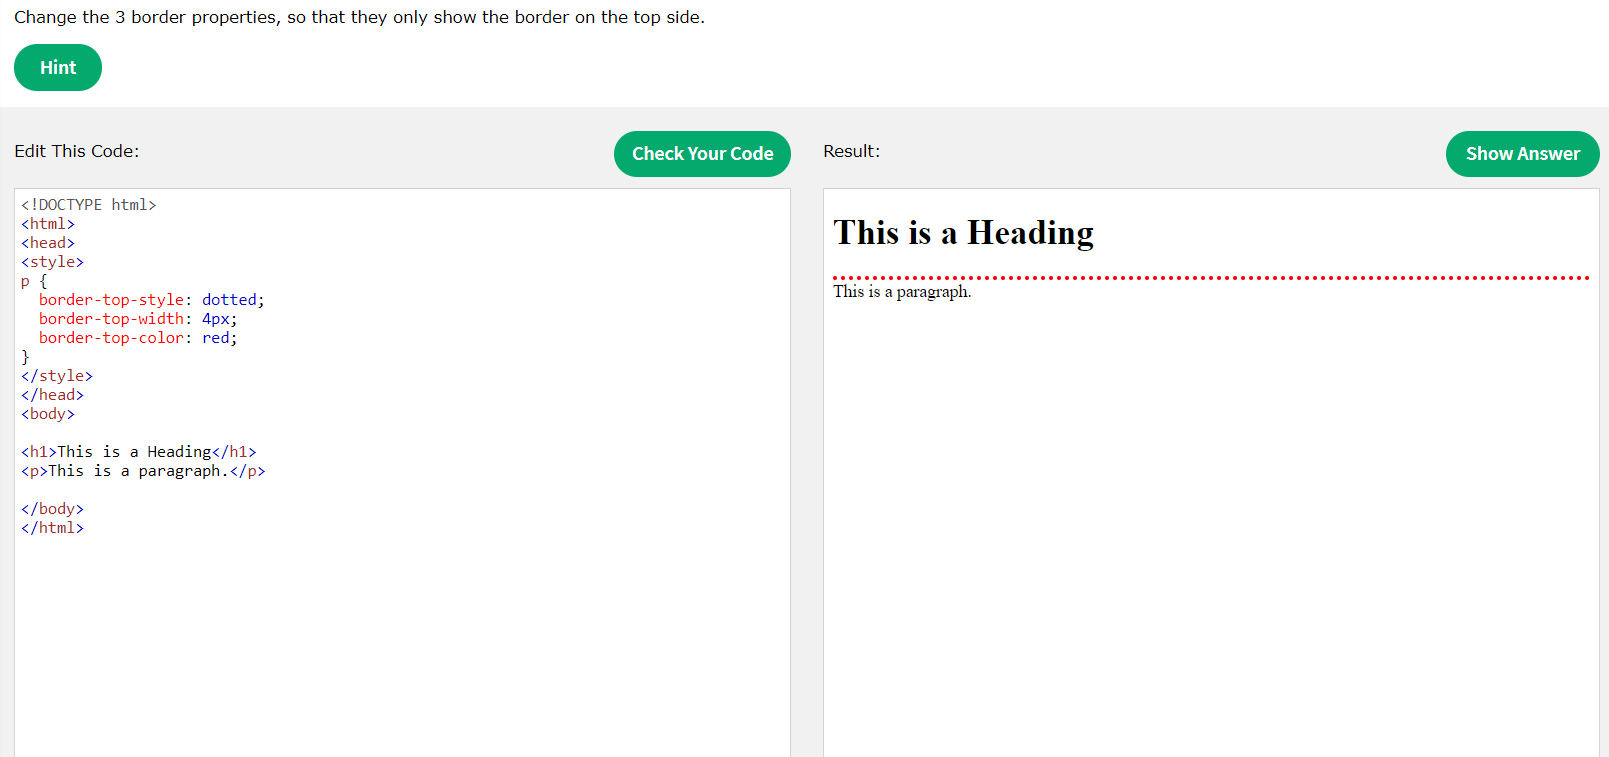 Change the 3 border properties, so that they only show the border on the top side.
Hint
Edit This Code:
Check Your Code
<!DOCTYPE html>
<html>
<head>
<style>
p {
  border-top-style: dotted;
  border-top-width: 4px;
  border-top-color: red;
}
</style>
</head>
<body>
<h1>This is a Heading</h1>
<p>This is a paragraph.</p>
</body>
</html>
Result:
Show Answer
This is a Heading
This is a paragraph.